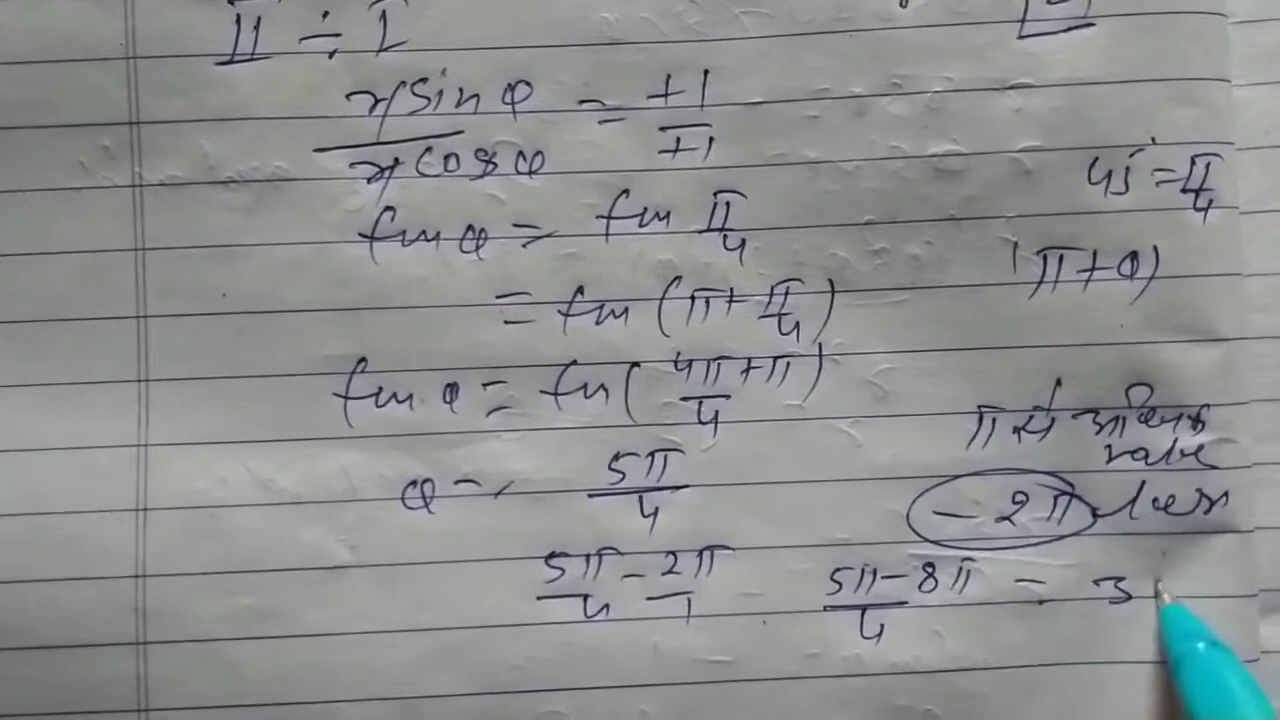 II ÷ I
r sin θ / r cos θ = +1 / +1
45° = π/4
tan θ = tan π/4
(π + θ)
= tan (π + π/4)
tan θ = tan (4π + π / 4)
π से अधिक
value
θ = 5π/4
- 2π less
5π/4 - 2π/1 5π - 8π / 4 = 3